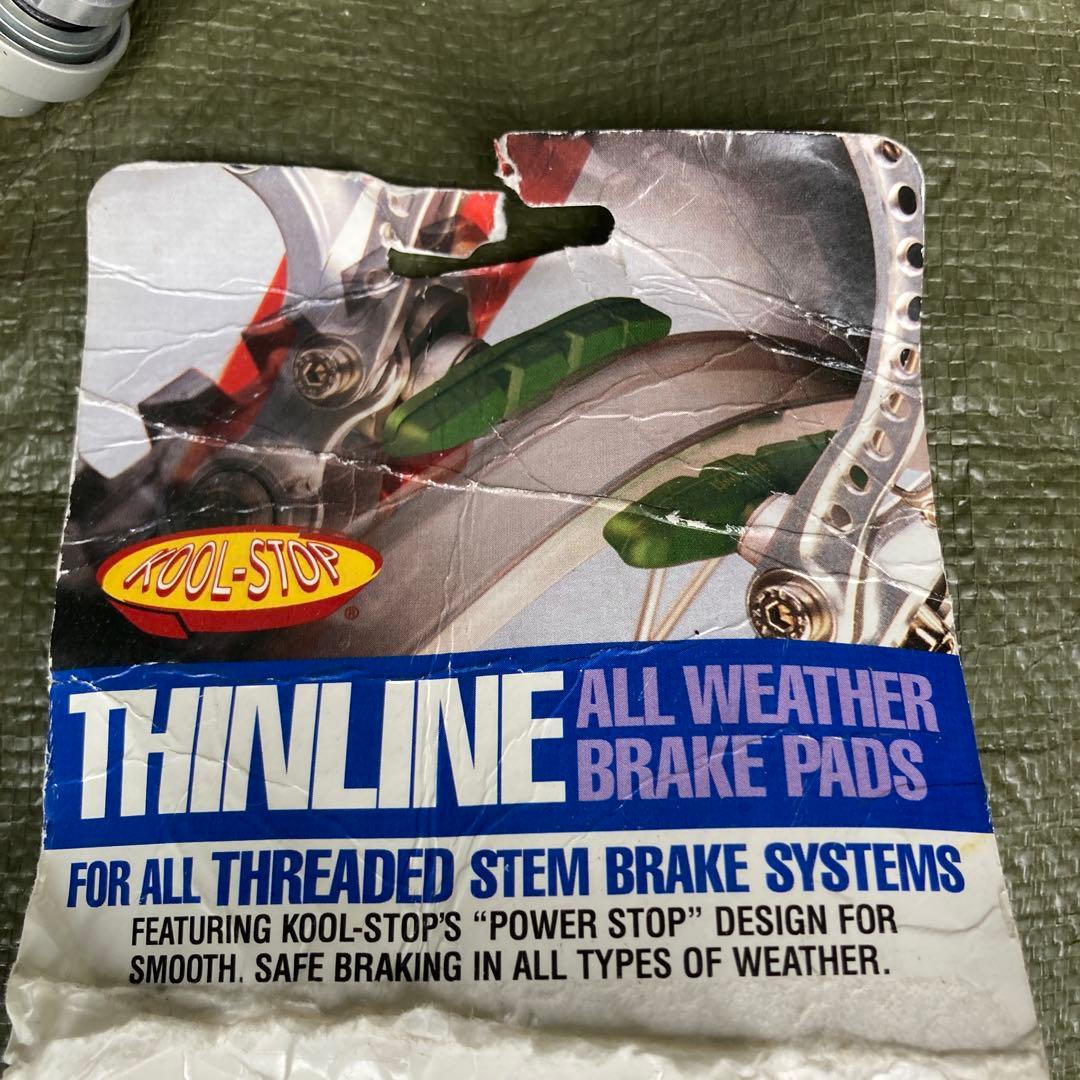 KOOL-STOP®
THINLINE ALL WEATHER
BRAKE PADS
FOR ALL THREADED STEM BRAKE SYSTEMS
FEATURING KOOL-STOP'S “POWER STOP” DESIGN FOR
SMOOTH. SAFE BRAKING IN ALL TYPES OF WEATHER.